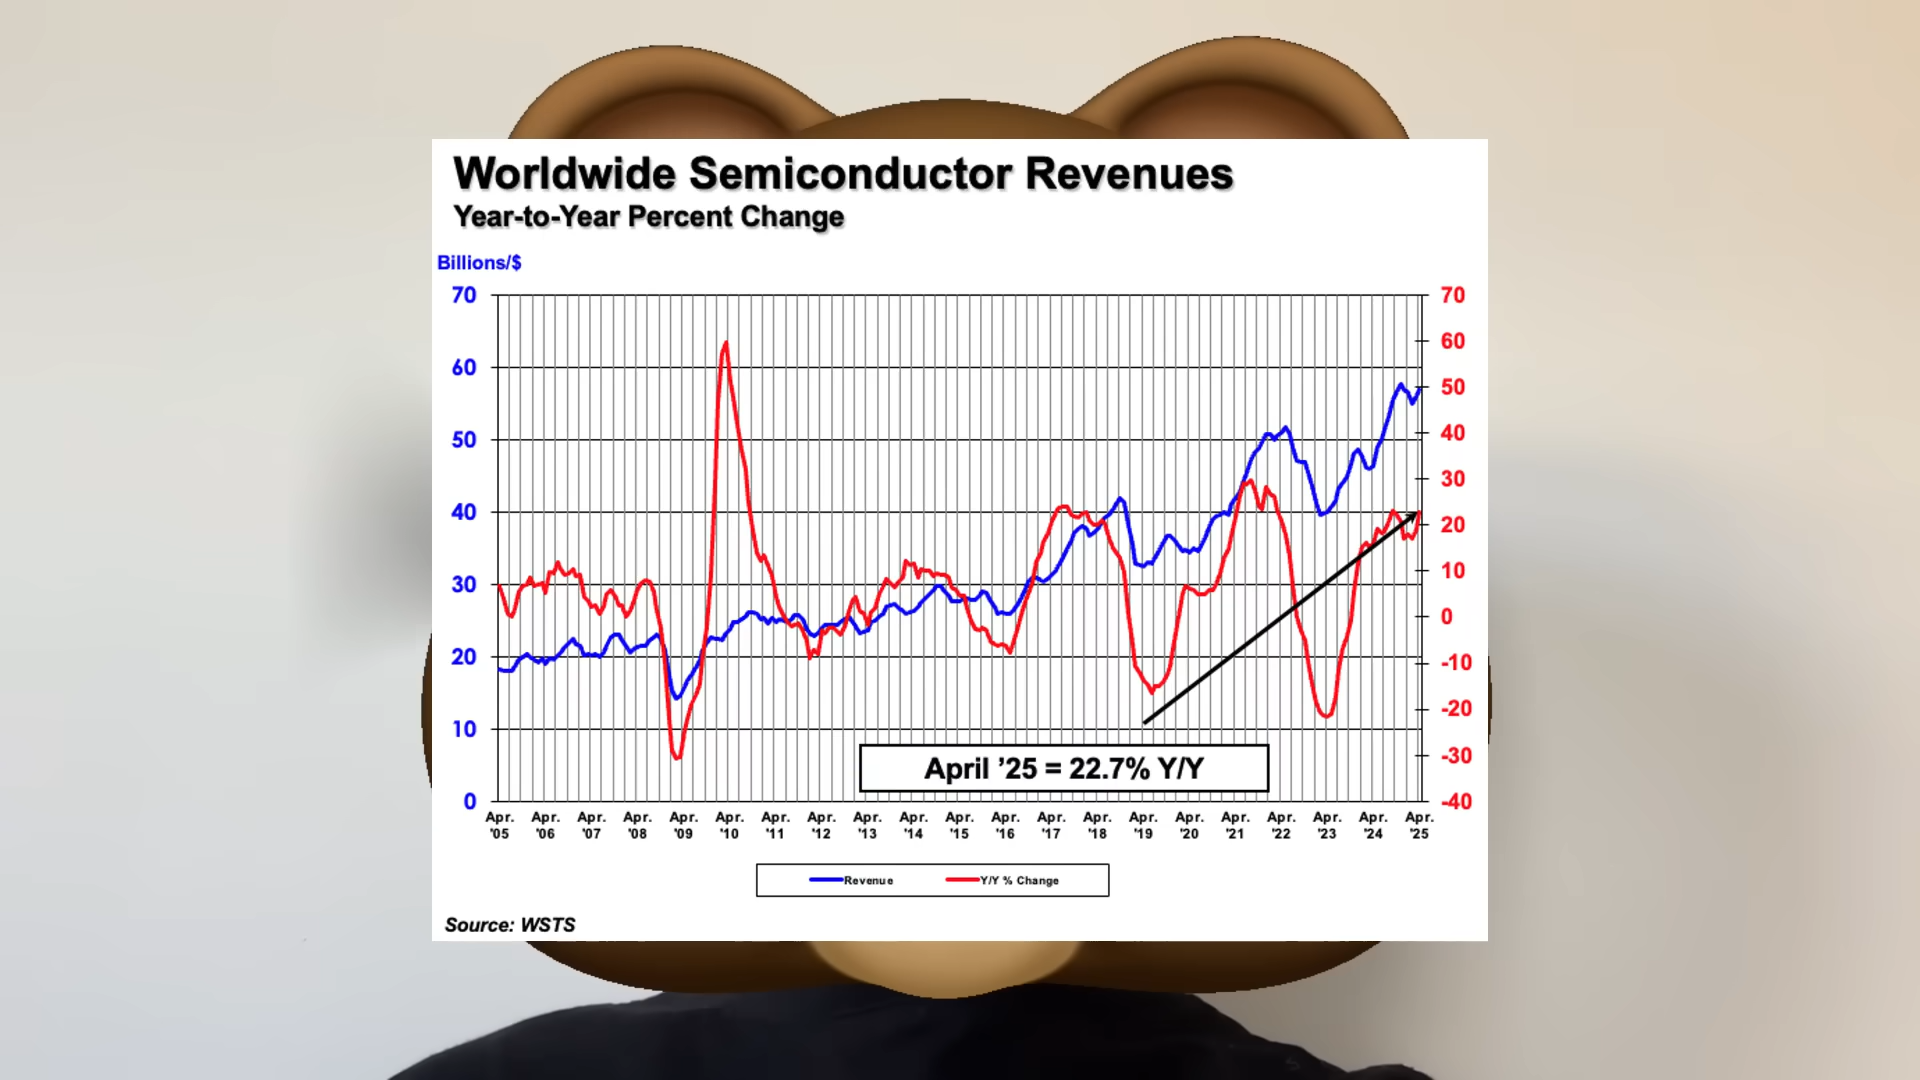 Worldwide Semiconductor Revenues
Year-to-Year Percent Change
Billions/$
70
60
50
40
30
20
10
0
70
60
50
40
30
20
10
0
-10
-20
-30
-40
April ’25 = 22.7% Y/Y
Apr. Apr. Apr. Apr. Apr. Apr. Apr. Apr. Apr. Apr. Apr. Apr. Apr. Apr. Apr. Apr. Apr. Apr. Apr. Apr. Apr.
'05 '06 '07 '08 '09 '10 '11 '12 '13 '14 '15 '16 '17 '18 '19 '20 '21 '22 '23 '24 '25
Revenue Y/Y % Change
Source: WSTS